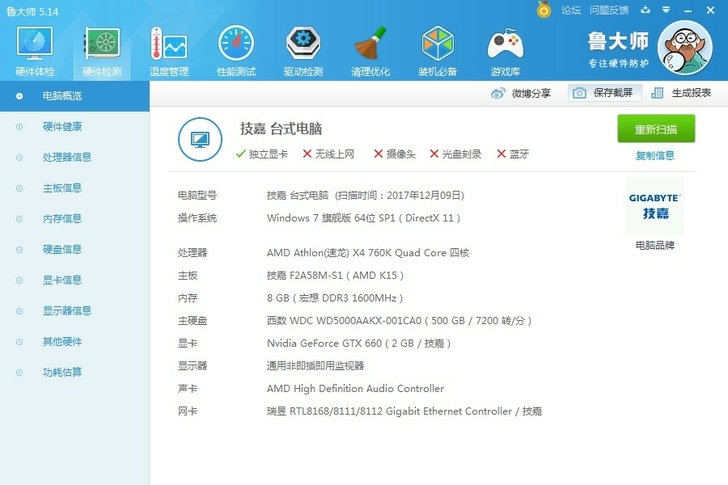 鲁大师 5.14
论坛 问题反馈
硬件体检 硬件检测 温度管理 性能测试 驱动检测 清理优化 装机必备 游戏库
鲁大师
专注硬件防护
微博分享 保存截屏 生成报表
电脑概览
硬件健康
处理器信息
主板信息
内存信息
硬盘信息
显卡信息
显示器信息
其他硬件
功耗估算
技嘉 台式电脑
独立显卡 无线上网 摄像头 光盘刻录 蓝牙
重新扫描
复制信息
电脑型号 技嘉 台式电脑 (扫描时间：2017年12月09日)
操作系统 Windows 7 旗舰版 64位 SP1 ( DirectX 11 )
处理器 AMD Athlon(速龙) X4 760K Quad Core 四核
主板 技嘉 F2A58M-S1 ( AMD K15 )
内存 8 GB ( 宏想 DDR3 1600MHz )
主硬盘 西数 WDC WD5000AAKX-001CA0 ( 500 GB / 7200 转/分 )
显卡 Nvidia GeForce GTX 660 ( 2 GB / 技嘉 )
显示器 通用非即插即用监视器
声卡 AMD High Definition Audio Controller
网卡 瑞昱 RTL8168/8111/8112 Gigabit Ethernet Controller / 技嘉
GIGABYTE™
技嘉
电脑品牌